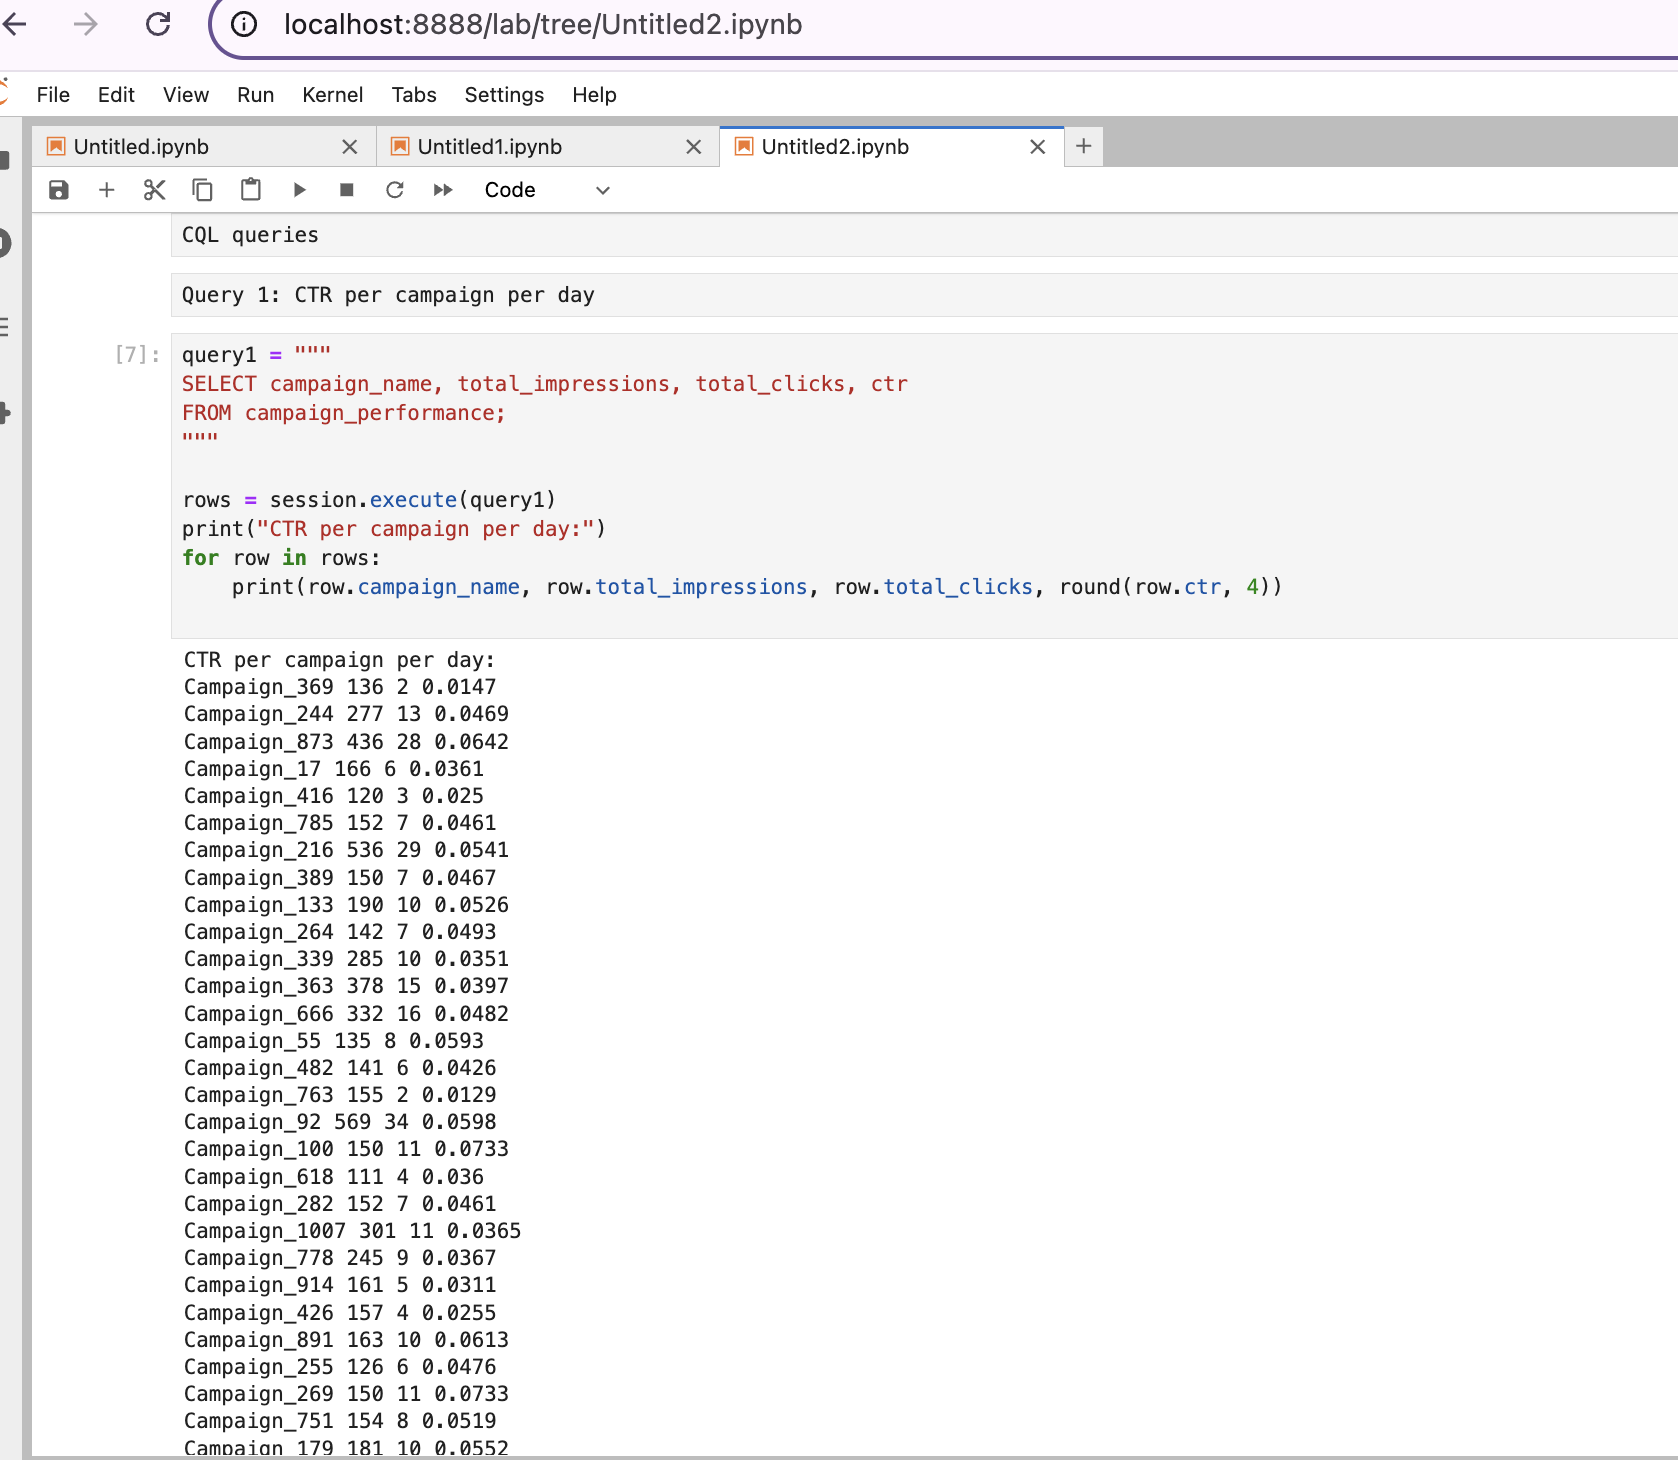 localhost:8888/lab/tree/Untitled2.ipynb
File Edit View Run Kernel Tabs Settings Help
Untitled.ipynb Untitled1.ipynb Untitled2.ipynb
Code
CQL queries
Query 1: CTR per campaign per day
[7]: query1 = """
SELECT campaign_name, total_impressions, total_clicks, ctr
FROM campaign_performance;
"""
rows = session.execute(query1)
print("CTR per campaign per day:")
for row in rows:
    print(row.campaign_name, row.total_impressions, row.total_clicks, round(row.ctr, 4))
CTR per campaign per day:
Campaign_369 136 2 0.0147
Campaign_244 277 13 0.0469
Campaign_873 436 28 0.0642
Campaign_17 166 6 0.0361
Campaign_416 120 3 0.025
Campaign_785 152 7 0.0461
Campaign_216 536 29 0.0541
Campaign_389 150 7 0.0467
Campaign_133 190 10 0.0526
Campaign_264 142 7 0.0493
Campaign_339 285 10 0.0351
Campaign_363 378 15 0.0397
Campaign_666 332 16 0.0482
Campaign_55 135 8 0.0593
Campaign_482 141 6 0.0426
Campaign_763 155 2 0.0129
Campaign_92 569 34 0.0598
Campaign_100 150 11 0.0733
Campaign_618 111 4 0.036
Campaign_282 152 7 0.0461
Campaign_1007 301 11 0.0365
Campaign_778 245 9 0.0367
Campaign_914 161 5 0.0311
Campaign_426 157 4 0.0255
Campaign_891 163 10 0.0613
Campaign_255 126 6 0.0476
Campaign_269 150 11 0.0733
Campaign_751 154 8 0.0519
Campaign_179 181 10 0.0552